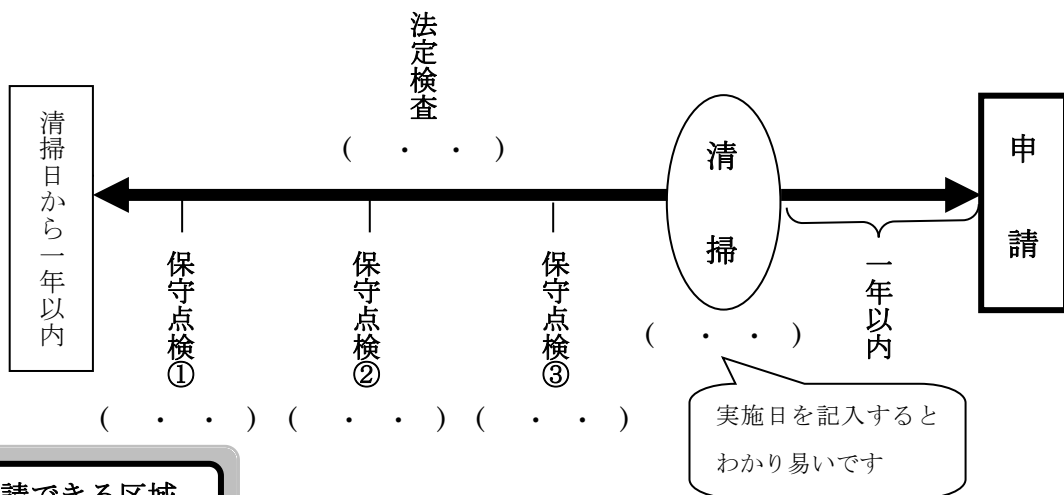 法定検査
( ・ ・ )
清掃日から一年以内
清掃
申請
保守点検①
保守点検②
保守点検③
一年以内
( ・ ・ )
( ・ ・ ) ( ・ ・ ) ( ・ ・ )
実施日を記入すると
わかり易いです
請できる区域